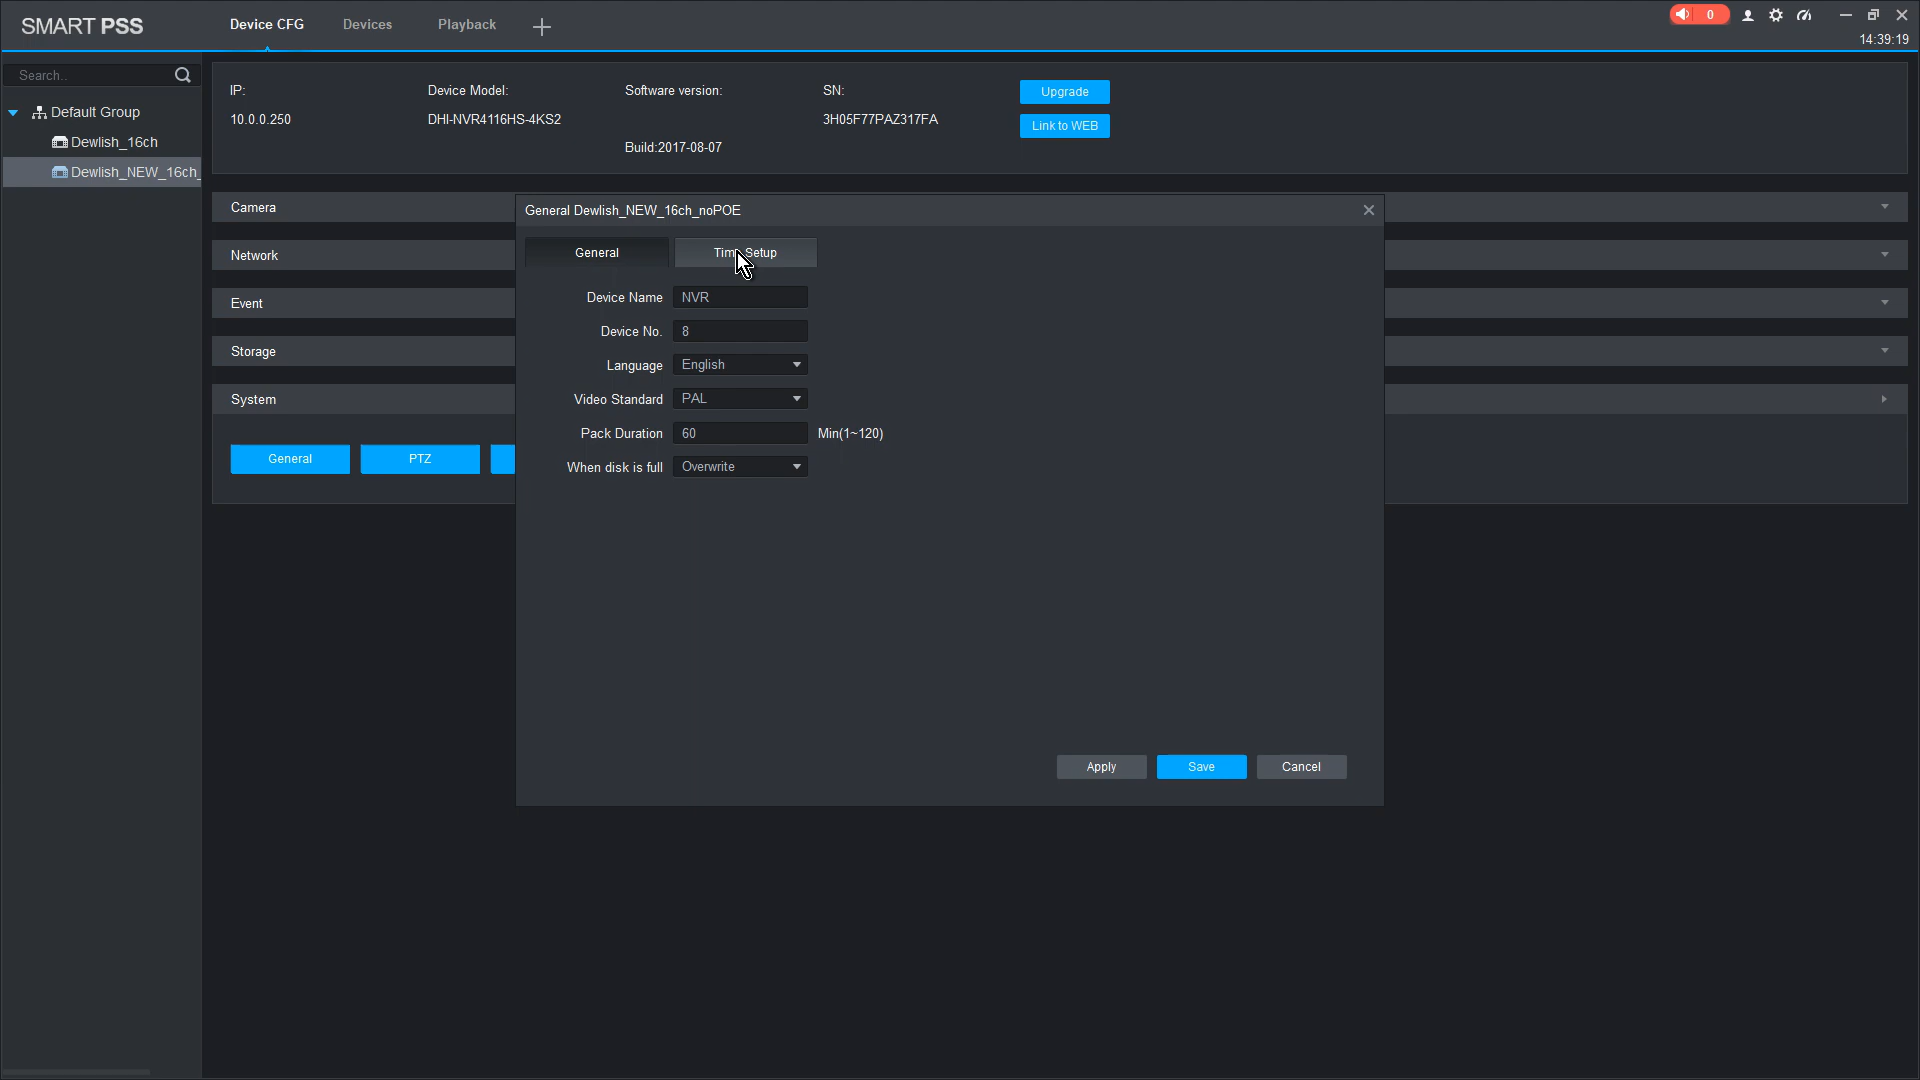 SMART PSS
Device CFG
Devices
Playback
0
14:39:19
Search..
Default Group
Dewlish_16ch
Dewlish_NEW_16ch_
IP:
Device Model:
Software version:
SN:
Upgrade
10.0.0.250
DHI-NVR4116HS-4KS2
3H05F77PAZ317FA
Link to WEB
Build:2017-08-07
Camera
Network
Event
Storage
System
General
PTZ
General Dewlish_NEW_16ch_noPOE
General
Time Setup
Device Name NVR
Device No. 8
Language English
Video Standard PAL
Pack Duration 60 Min(1~120)
When disk is full Overwrite
Apply
Save
Cancel